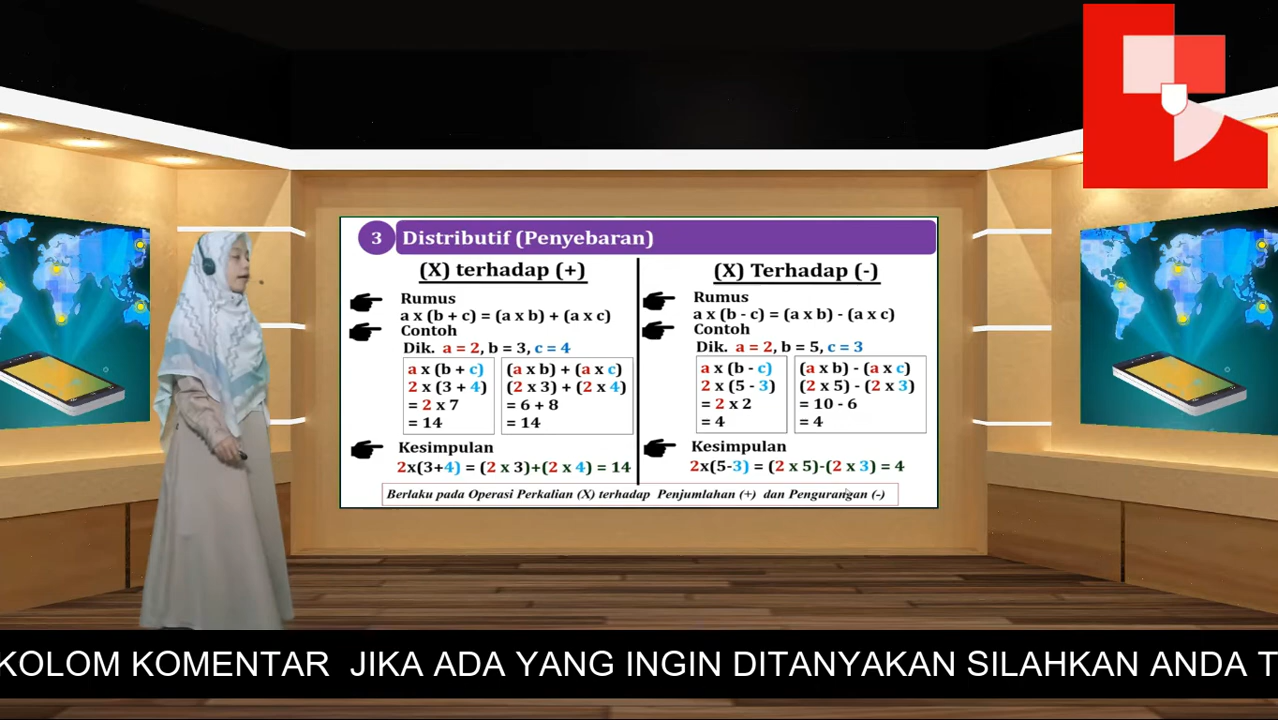 3 Distributif (Penyebaran)
(X) terhadap (+)
Rumus
a x (b + c) = (a x b) + (a x c)
Contoh
Dik. a = 2, b = 3, c = 4
a x (b + c)
2 x (3 + 4)
= 2 x 7
= 14
(a x b) + (a x c)
(2 x 3) + (2 x 4)
= 6 + 8
= 14
Kesimpulan
2x(3+4) = (2 x 3)+(2 x 4) = 14
(X) Terhadap (-)
Rumus
a x (b - c) = (a x b) - (a x c)
Contoh
Dik. a = 2, b = 5, c = 3
a x (b - c)
2 x (5 - 3)
= 2 x 2
= 4
(a x b) - (a x c)
(2 x 5) - (2 x 3)
= 10 - 6
= 4
Kesimpulan
2x(5-3) = (2 x 5)-(2 x 3) = 4
Berlaku pada Operasi Perkalian (X) terhadap Penjumlahan (+) dan Pengurangan (-)
KOLOM KOMENTAR JIKA ADA YANG INGIN DITANYAKAN SILAHKAN ANDA T